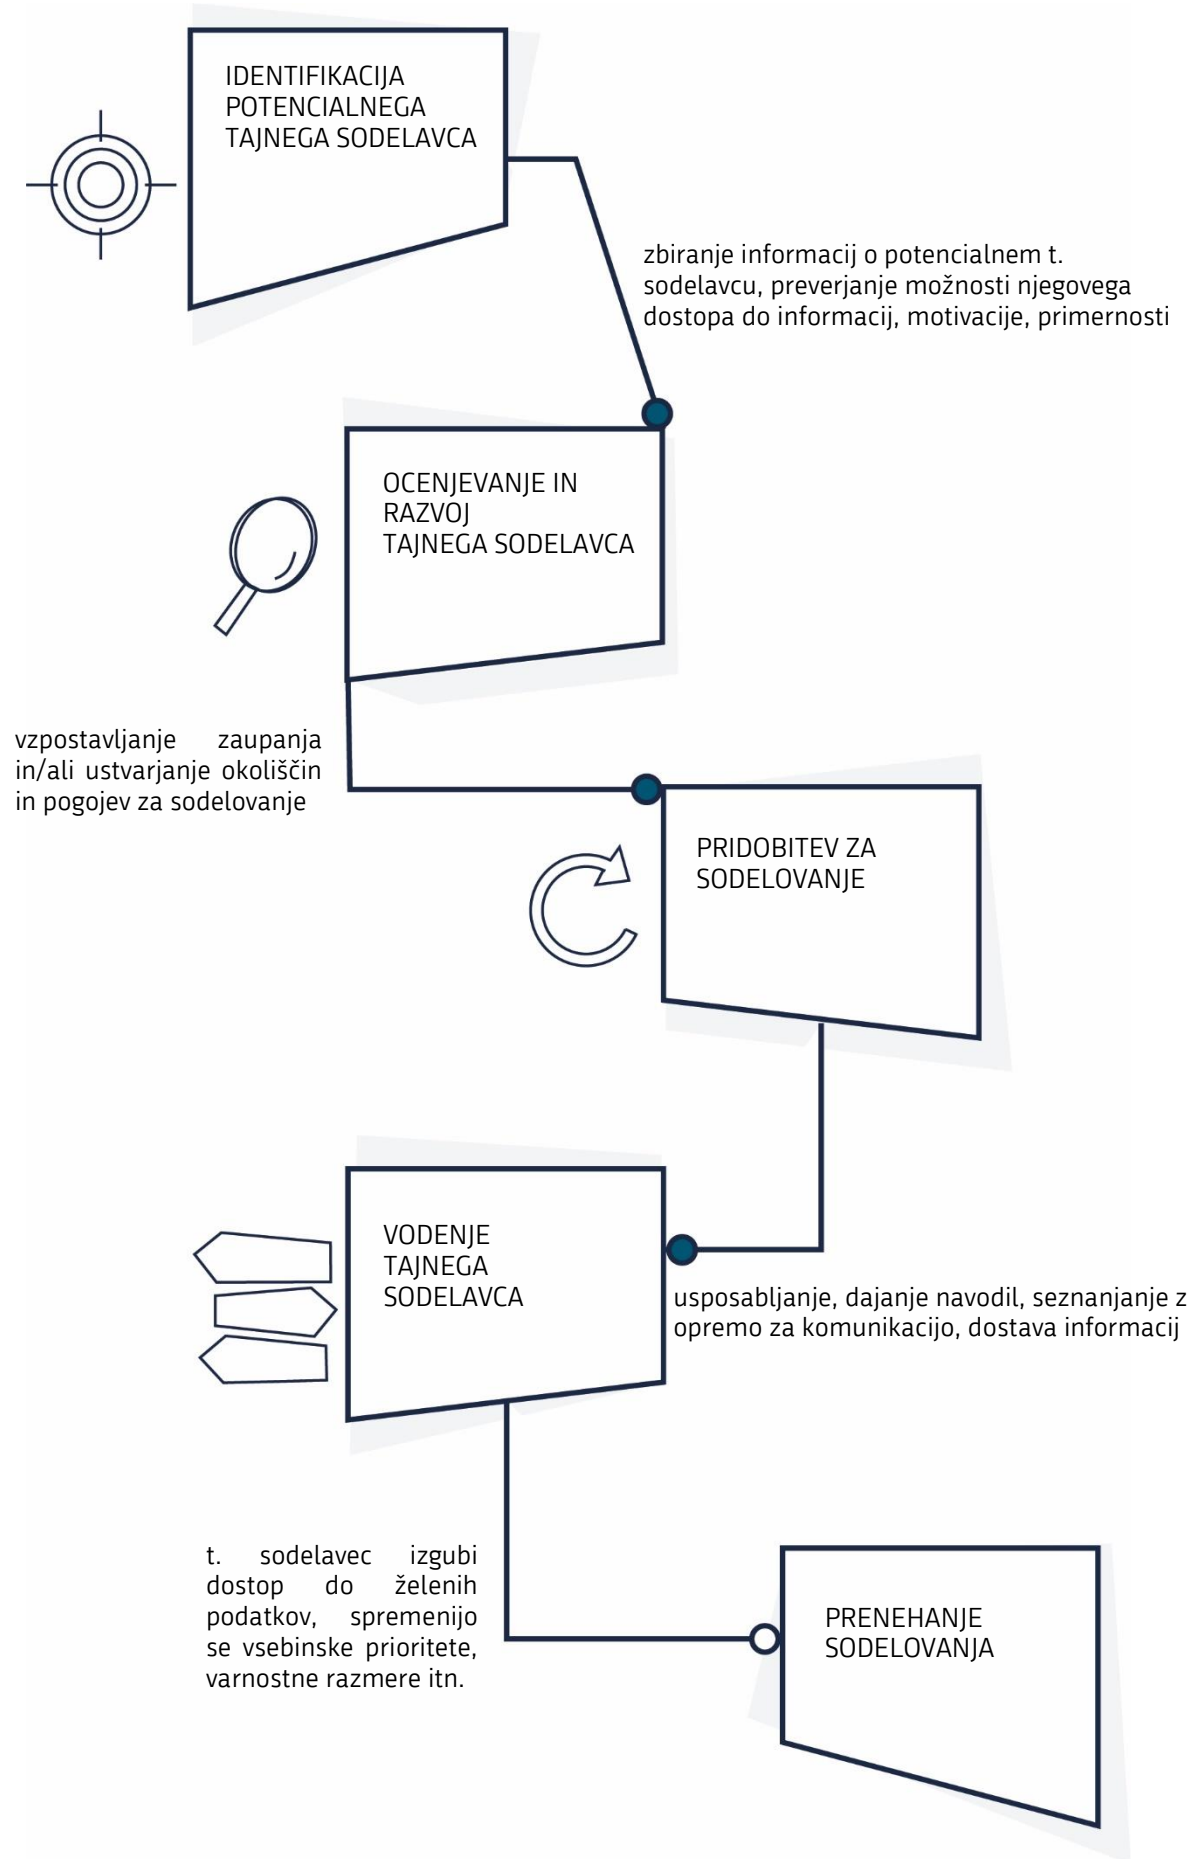 IDENTIFIKACIJA
POTENCIALNEGA
TAJNEGA SODELAVCA
zbiranje informacij o potencialnem t.
sodelavcu, preverjanje možnosti njegovega
dostopa do informacij, motivacije, primernosti
OCENJEVANJE IN
RAZVOJ
TAJNEGA SODELAVCA
vzpostavljanje zaupanja
in/ali ustvarjanje okoliščin
in pogojev za sodelovanje
PRIDOBITEV ZA
SODELOVANJE
VODENJE
TAJNEGA
SODELAVCA
usposabljanje, dajanje navodil, seznanjanje z
opremo za komunikacijo, dostava informacij
t. sodelavec izgubi
dostop do želenih
podatkov, spremenijo
se vsebinske prioritete,
varnostne razmere itn.
PRENEHANJE
SODELOVANJA